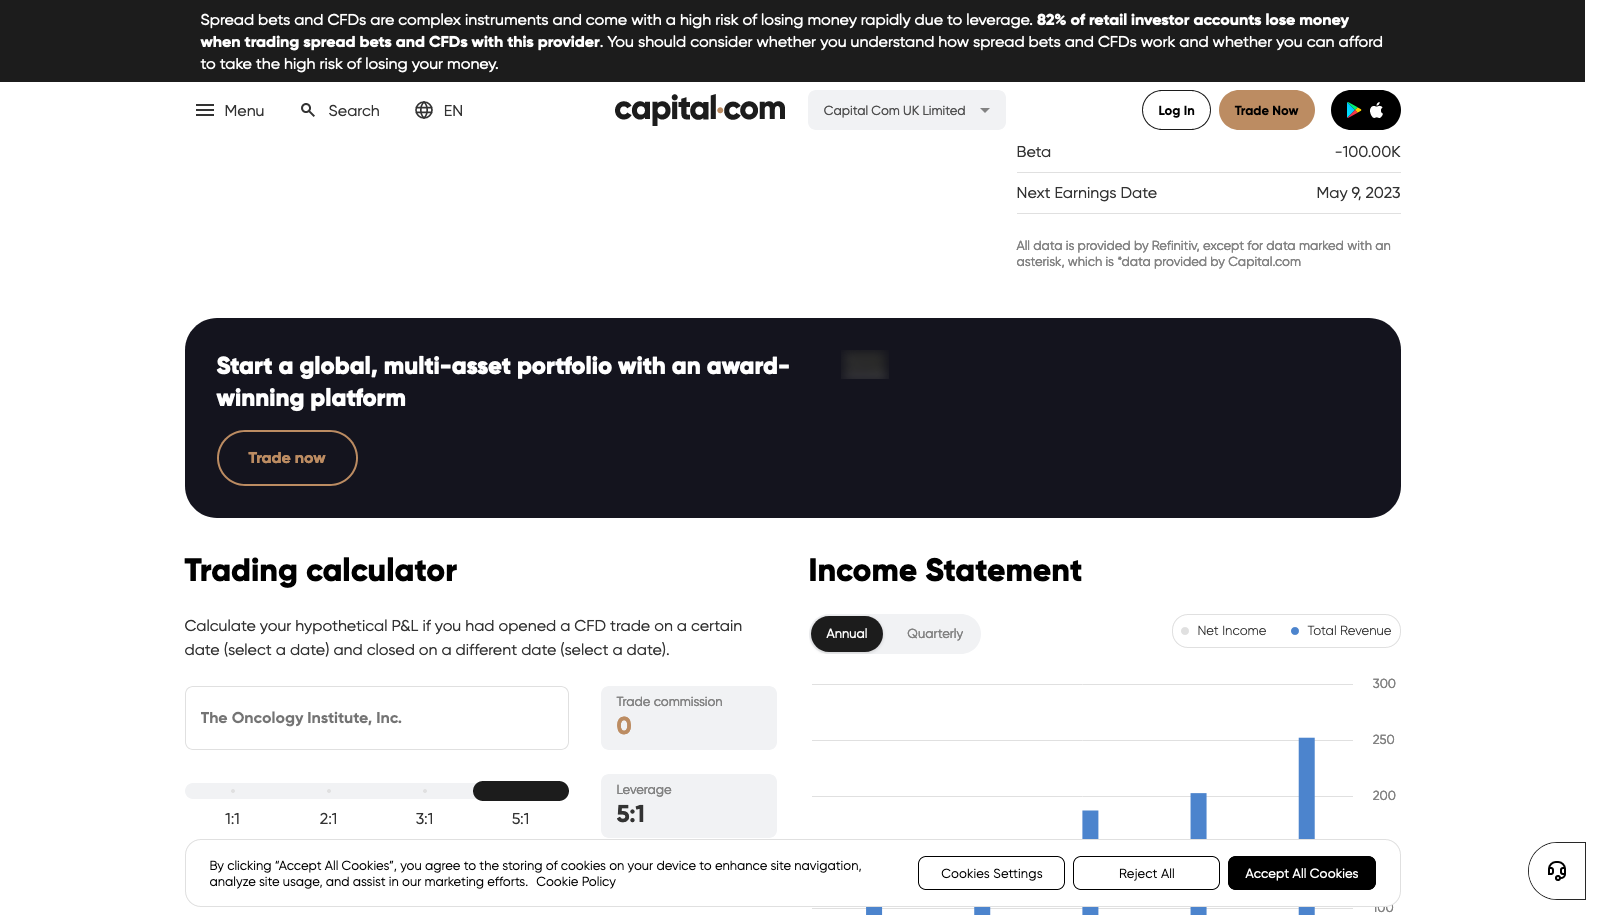 Spread bets and CFDs are complex instruments and come with a high risk of losing money rapidly due to leverage. 82% of retail investor accounts lose money
when trading spread bets and CFDs with this provider. You should consider whether you understand how spread bets and CFDs work and whether you can afford
to take the high risk of losing your money.
Menu Search EN capital.com Capital Com UK Limited Log In Trade Now
Beta -100.00K
Next Earnings Date May 9, 2023
All data is provided by Refinitiv, except for data marked with an
asterisk, which is *data provided by Capital.com
Start a global, multi-asset portfolio with an award-
winning platform
Trade now
Trading calculator
Calculate your hypothetical P&L if you had opened a CFD trade on a certain
date (select a date) and closed on a different date (select a date).
The Oncology Institute, Inc.
Trade commission
0
1:1 2:1 3:1 5:1
Leverage
5:1
Income Statement
Annual Quarterly Net Income Total Revenue
300
250
200
100
By clicking “Accept All Cookies”, you agree to the storing of cookies on your device to enhance site navigation,
analyze site usage, and assist in our marketing efforts. Cookie Policy
Cookies Settings Reject All Accept All Cookies